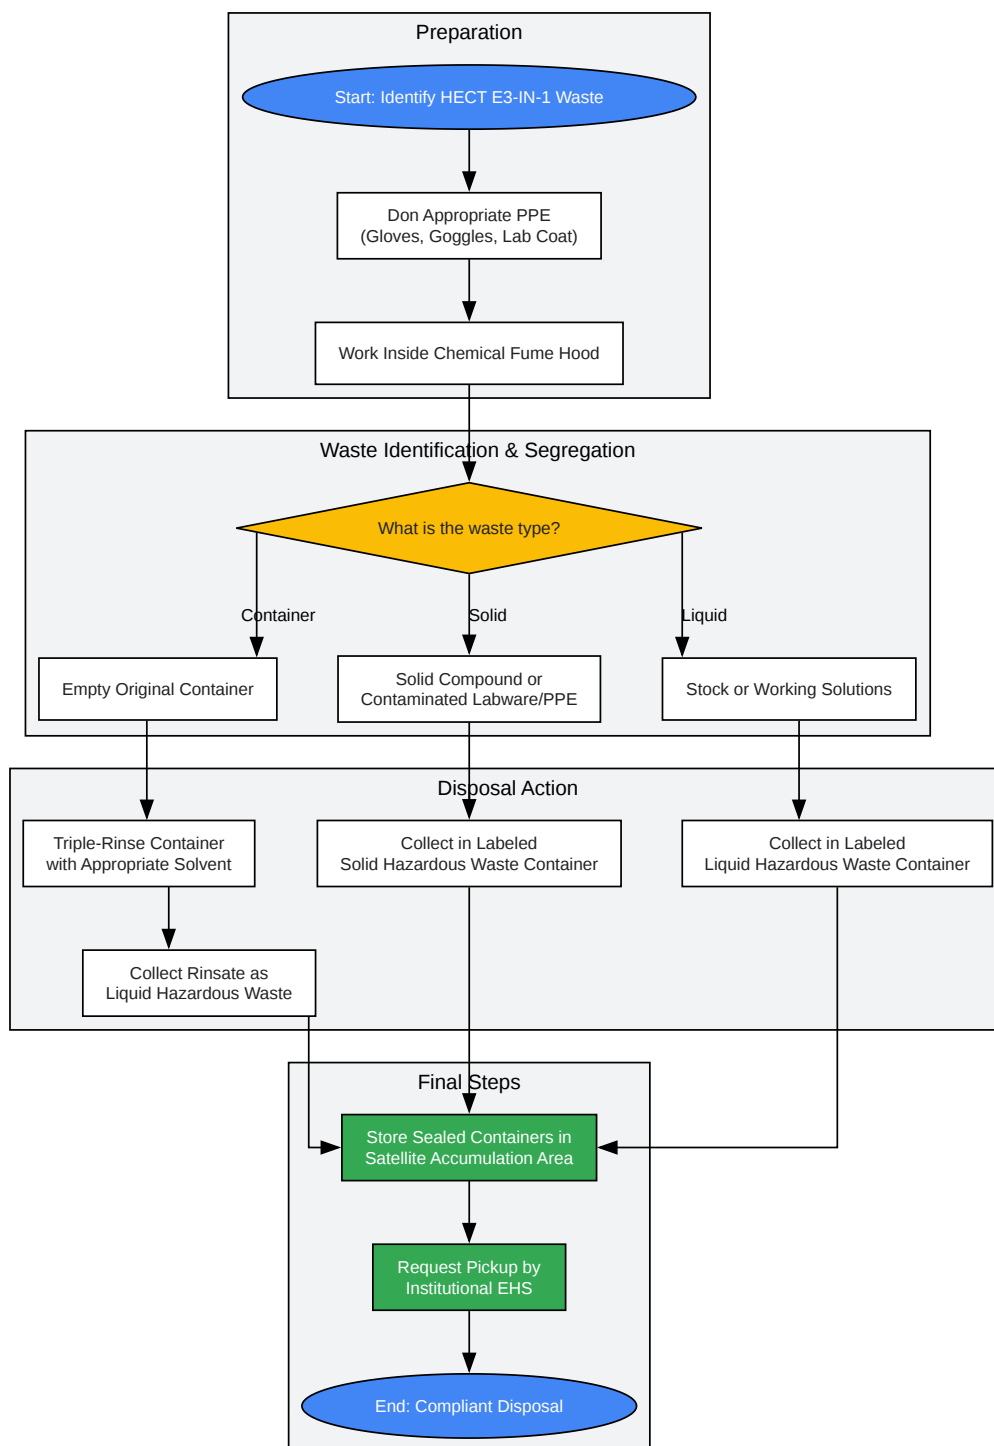 Preparation
Start: Identify HECT E3-IN-1 Waste
Don Appropriate PPE
(Gloves, Goggles, Lab Coat)
Work Inside Chemical Fume Hood
Waste Identification & Segregation
What is the waste type?
Container
Solid
Liquid
Empty Original Container
Solid Compound or
Contaminated Labware/PPE
Stock or Working Solutions
Disposal Action
Triple-Rinse Container
with Appropriate Solvent
Collect in Labeled
Solid Hazardous Waste Container
Collect in Labeled
Liquid Hazardous Waste Container
Collect Rinsate as
Liquid Hazardous Waste
Final Steps
Store Sealed Containers in
Satellite Accumulation Area
Request Pickup by
Institutional EHS
End: Compliant Disposal